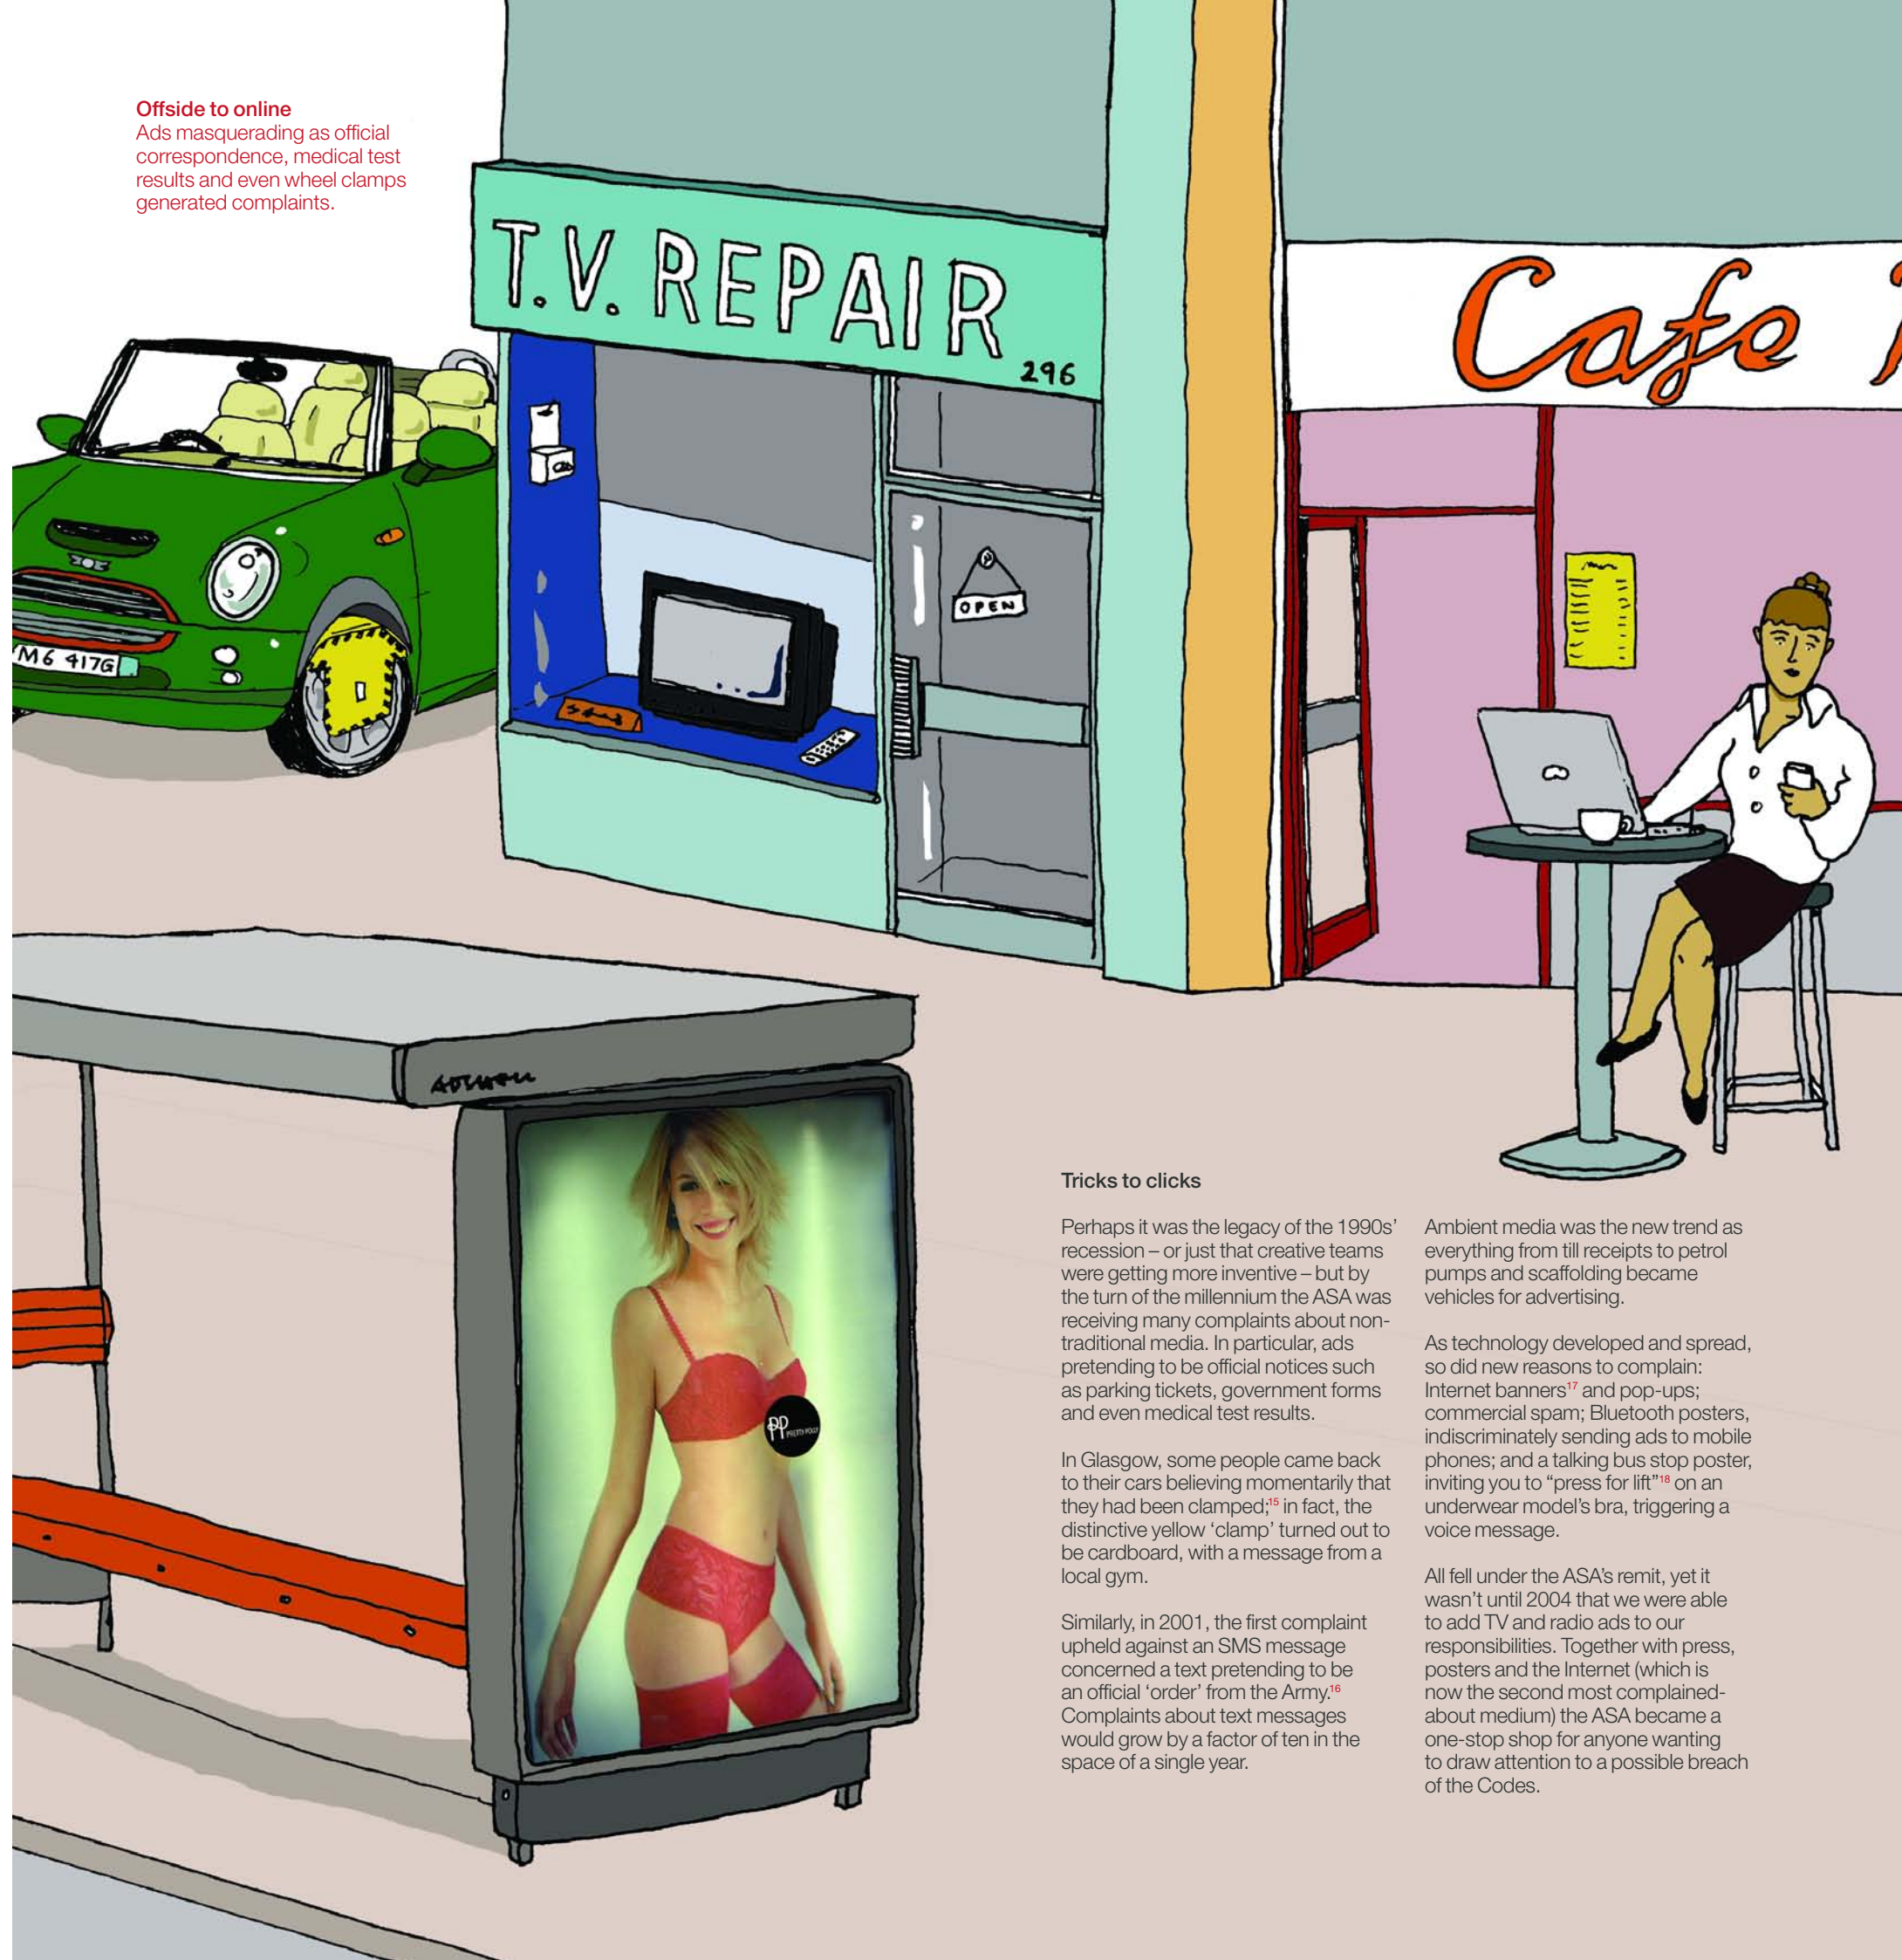 Offside to online
Ads masquerading as official
correspondence, medical test
results and even wheel clamps
generated complaints.
T.V. REPAIR
296
Cafe
OPEN
M6 417G
PP
PRETTY POLLY
Tricks to clicks
Perhaps it was the legacy of the 1990s’
recession – or just that creative teams
were getting more inventive – but by
the turn of the millennium the ASA was
receiving many complaints about non-
traditional media. In particular, ads
pretending to be official notices such
as parking tickets, government forms
and even medical test results.
In Glasgow, some people came back
to their cars believing momentarily that
they had been clamped;15 in fact, the
distinctive yellow ‘clamp’ turned out to
be cardboard, with a message from a
local gym.
Similarly, in 2001, the first complaint
upheld against an SMS message
concerned a text pretending to be
an official ‘order’ from the Army.16
Complaints about text messages
would grow by a factor of ten in the
space of a single year.
Ambient media was the new trend as
everything from till receipts to petrol
pumps and scaffolding became
vehicles for advertising.
As technology developed and spread,
so did new reasons to complain:
Internet banners17 and pop-ups;
commercial spam; Bluetooth posters,
indiscriminately sending ads to mobile
phones; and a talking bus stop poster,
inviting you to “press for lift”18 on an
underwear model’s bra, triggering a
voice message.
All fell under the ASA’s remit, yet it
wasn’t until 2004 that we were able
to add TV and radio ads to our
responsibilities. Together with press,
posters and the Internet (which is
now the second most complained-
about medium) the ASA became a
one-stop shop for anyone wanting
to draw attention to a possible breach
of the Codes.